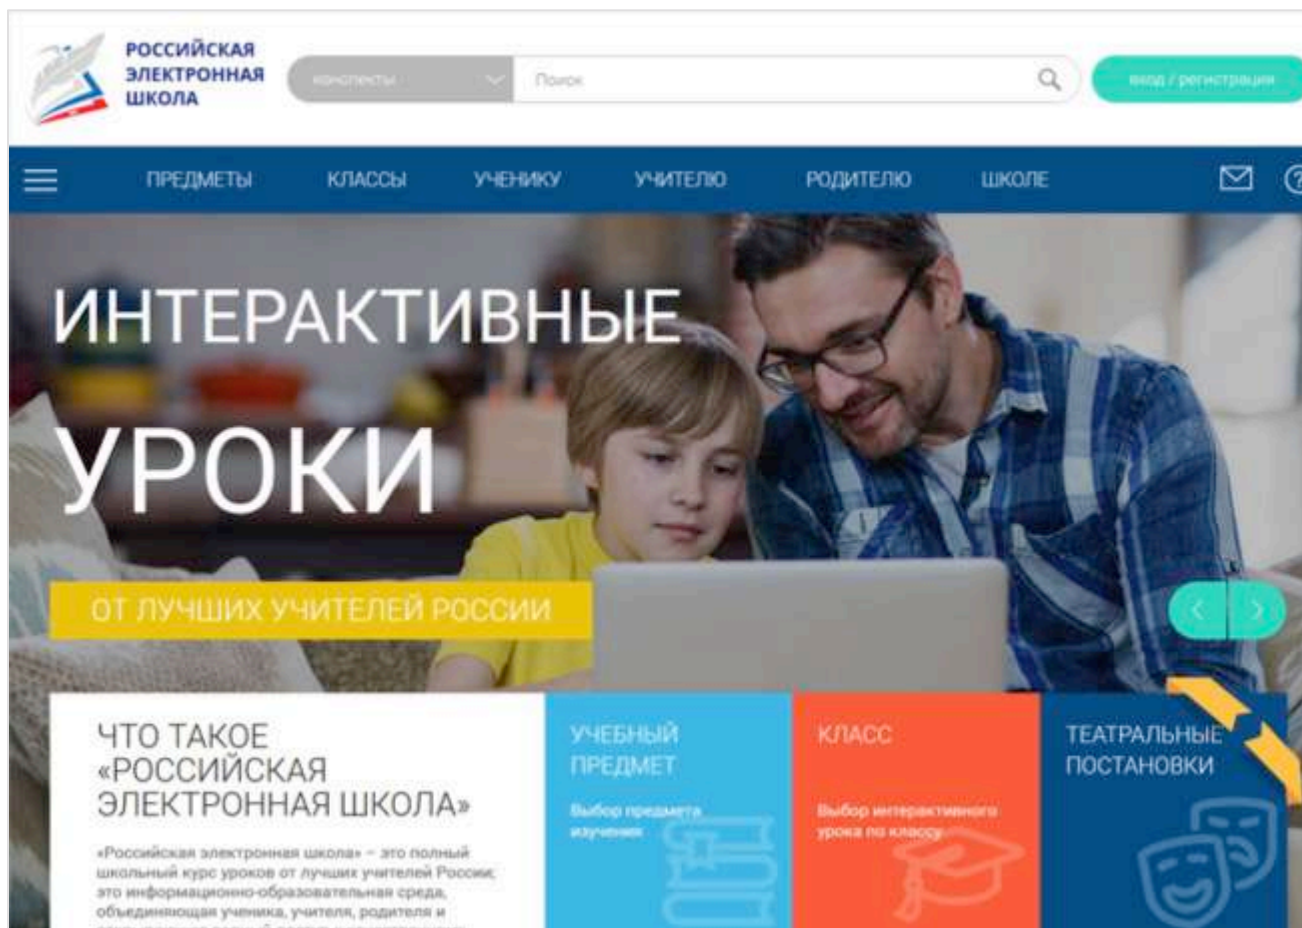 РОССИЙСКАЯ
ЭЛЕКТРОННАЯ
ШКОЛА
конспекты
Поиск
вход / регистрация
ПРЕДМЕТЫ
КЛАССЫ
УЧЕНИКУ
УЧИТЕЛЮ
РОДИТЕЛЮ
ШКОЛЕ
ИНТЕРАКТИВНЫЕ
УРОКИ
ОТ ЛУЧШИХ УЧИТЕЛЕЙ РОССИИ
ЧТО ТАКОЕ
«РОССИЙСКАЯ
ЭЛЕКТРОННАЯ ШКОЛА»
«Российская электронная школа» – это полный
школьный курс уроков от лучших учителей России;
это информационно-образовательная среда,
объединяющая ученика, учителя, родителя и
УЧЕБНЫЙ
ПРЕДМЕТ
Выбор предмета
изучения
КЛАСС
Выбор интерактивного
урока по классу
ТЕАТРАЛЬНЫЕ
ПОСТАНОВКИ